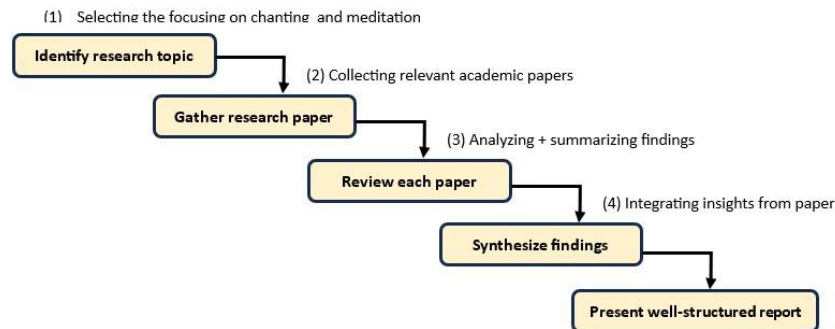 (1) Selecting the focusing on chanting and meditation
Identify research topic
(2) Collecting relevant academic papers
Gather research paper
(3) Analyzing + summarizing findings
Review each paper
(4) Integrating insights from paper
Synthesize findings
Present well-structured report